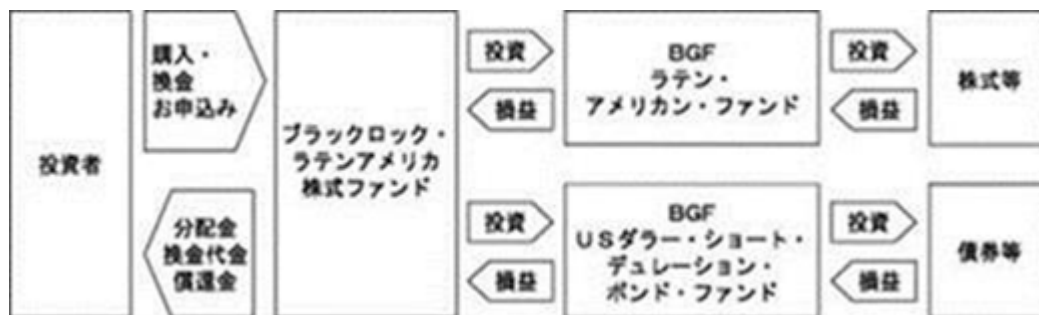 投資者
購入・
換金
お申込み
分配金
換金代金
償還金
ブラックロック・
ラテンアメリカ
株式ファンド
投資
損益
BGF
ラテン・
アメリカン・ファンド
投資
損益
株式等
投資
損益
BGF
USダラー・ショート・
デュレーション・
ボンド・ファンド
投資
損益
債券等